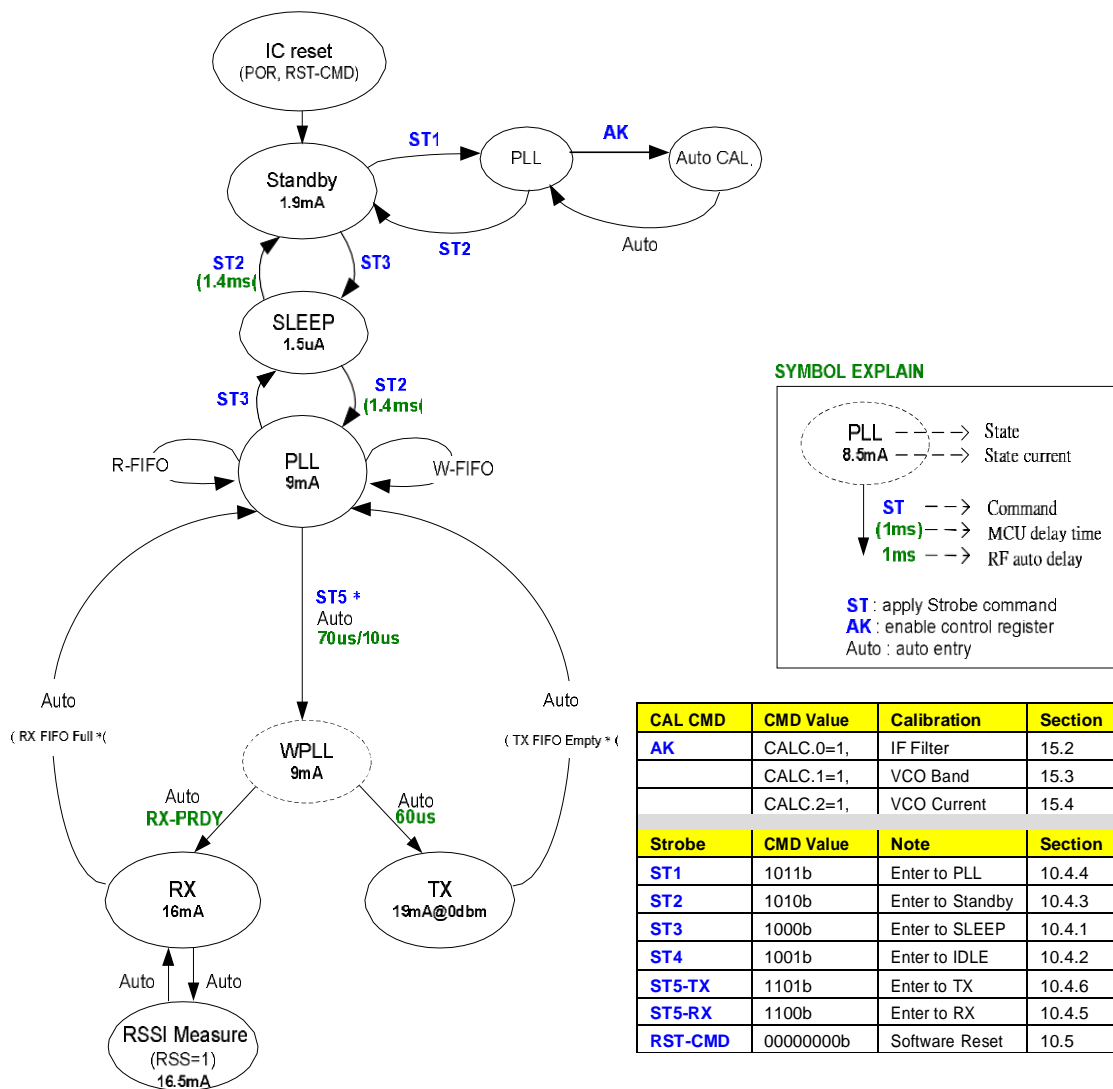 IC reset
(POR, RST-CMD)
ST1
AK
PLL
Auto CAL.
Standby
1.9mA
Auto
ST2
ST2
(1.4ms(
ST3
SLEEP
1.5uA
ST3
ST2
(1.4ms(
R-FIFO
PLL
9mA
W-FIFO
ST5 *
Auto
70us/10us
Auto
( RX FIFO Full *(
Auto
( TX FIFO Empty * (
WPLL
9mA
Auto
RX-PRDY
Auto
60us
RX
16mA
TX
19mA@0dbm
Auto
Auto
RSSI Measure
(RSS=1)
16.5mA
SYMBOL EXPLAIN
PLL
8.5mA
State
State current
ST
Command
(1ms)
MCU delay time
1ms
RF auto delay
ST : apply Strobe command
AK : enable control register
Auto : auto entry
CAL CMD CMD Value Calibration Section
AK CALC.0=1, IF Filter 15.2
CALC.1=1, VCO Band 15.3
CALC.2=1, VCO Current 15.4
Strobe CMD Value Note Section
ST1 1011b Enter to PLL 10.4.4
ST2 1010b Enter to Standby 10.4.3
ST3 1000b Enter to SLEEP 10.4.1
ST4 1001b Enter to IDLE 10.4.2
ST5-TX 1101b Enter to TX 10.4.6
ST5-RX 1100b Enter to RX 10.4.5
RST-CMD 00000000b Software Reset 10.5